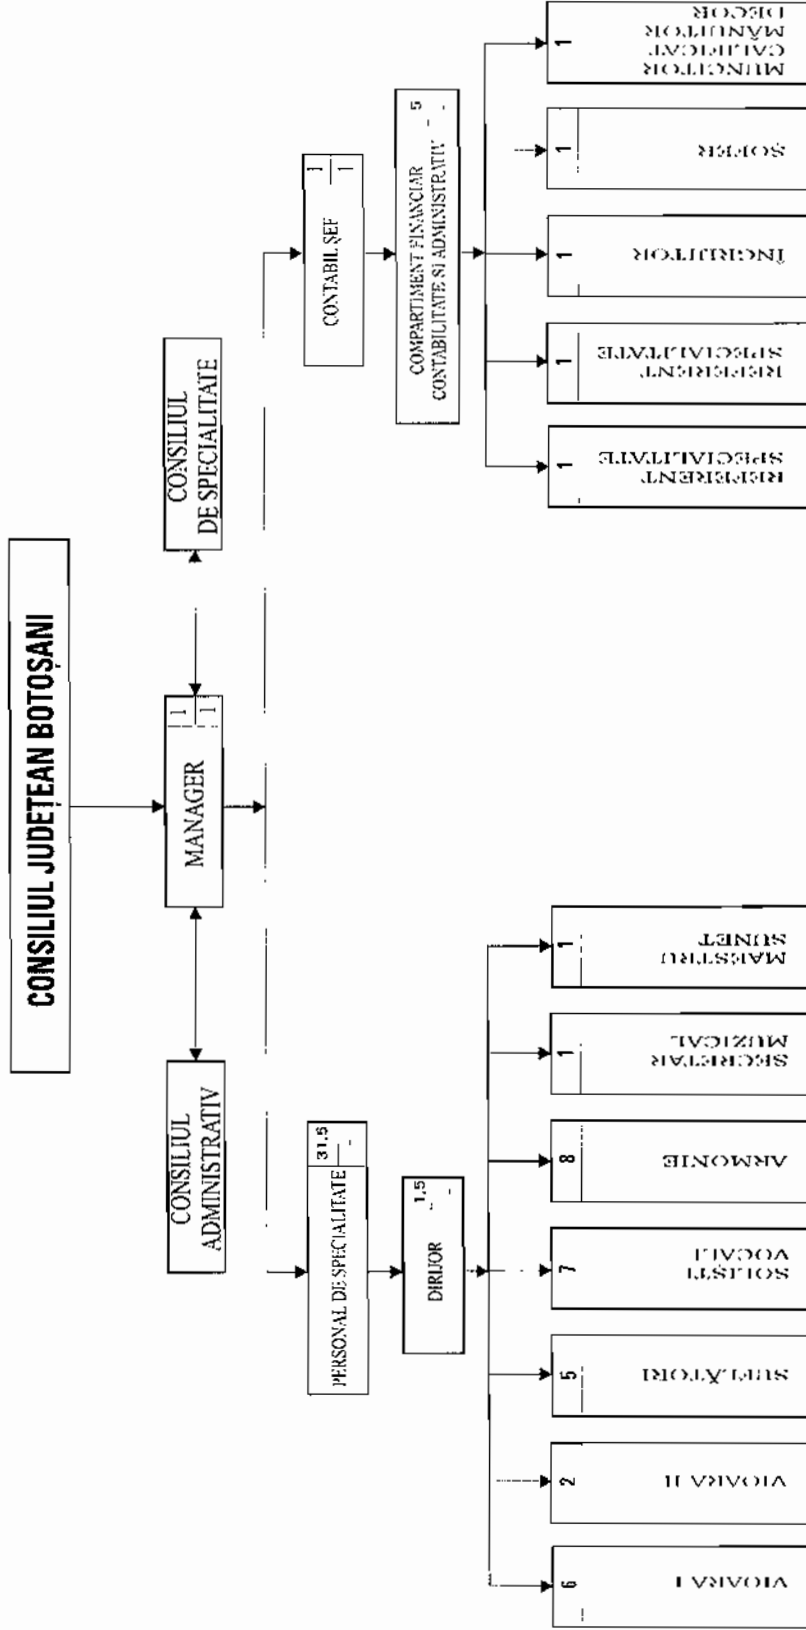 CONSILIUL JUDEȚEAN BOTOȘANI
CONSILIUL
ADMINISTRATIV
MANAGER
1
1
CONSILIUL
DE SPECIALITATE
PERSONAL DE SPECIALITATE
31,5
-
CONTABIL ȘEF
1
1
DIRIJOR
1,5
-
COMPARTIMENT FINANCIAR
CONTABILITATE SI ADMINISTRATIV
5
-
6
VIOARA I
2
VIOARA II
5
SUFLĂTORI
7
SOLIȘTI
VOCALI
8
ARMONIE
1
SECRETAR
MUZICAL
1
MAESTRU
SUNET
1
REFERENT
SPECIALITATE
1
REFERENT
SPECIALITATE
1
ÎNGRIJITOR
1
ȘOFER
1
MUNCITOR
CALIFICAT
MÂNUITOR
DECOR